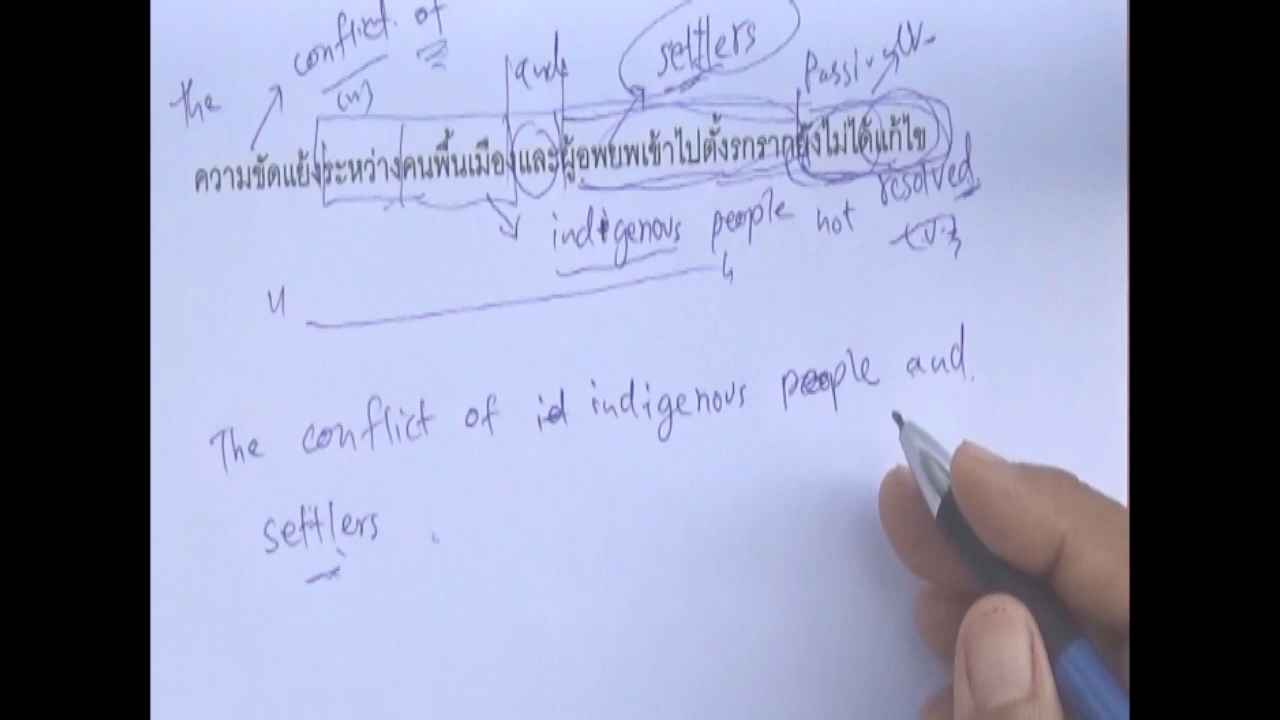 the conflict of and settlers Passive V.
(n)
ความขัดแย้งระหว่างคนพื้นเมืองและผู้อพยพเข้าไปตั้งรกรากยังไม่ได้แก้ไข
indigenous people not resolved
The conflict of id indigenous people and
settlers